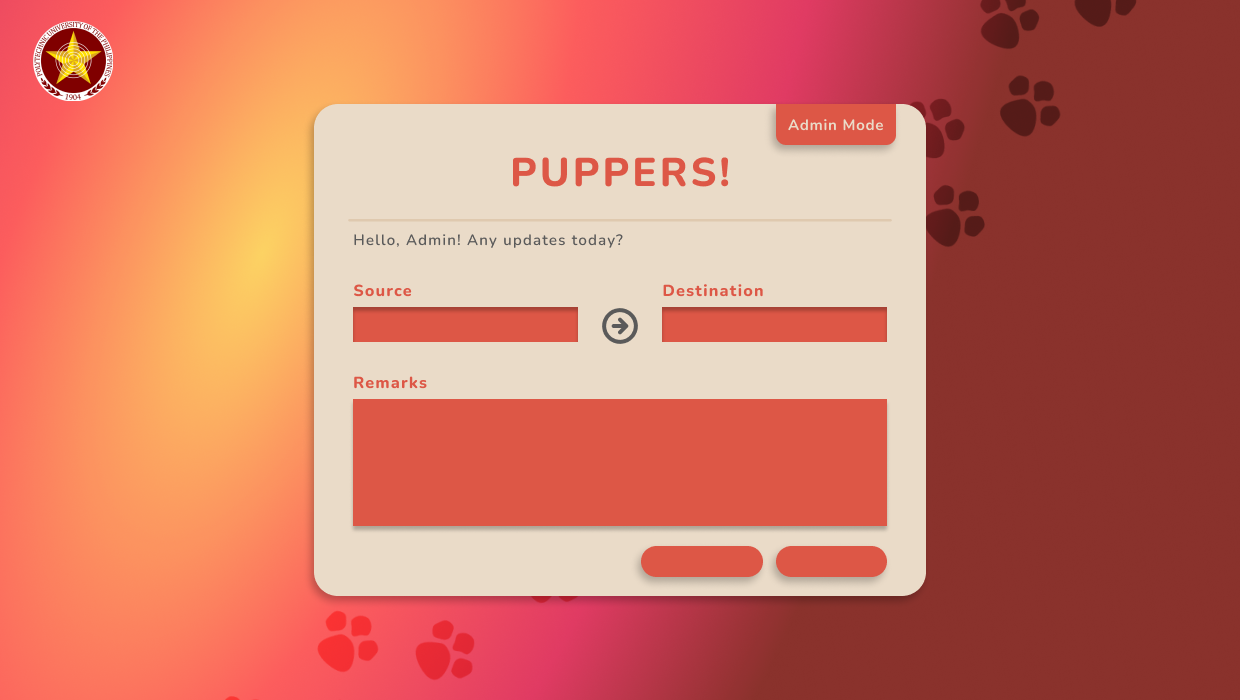 POLYTECHNIC UNIVERSITY OF THE PHILIPPINES
1904
Admin Mode
PUPPERS!
Hello, Admin! Any updates today?
Source
Destination
Remarks